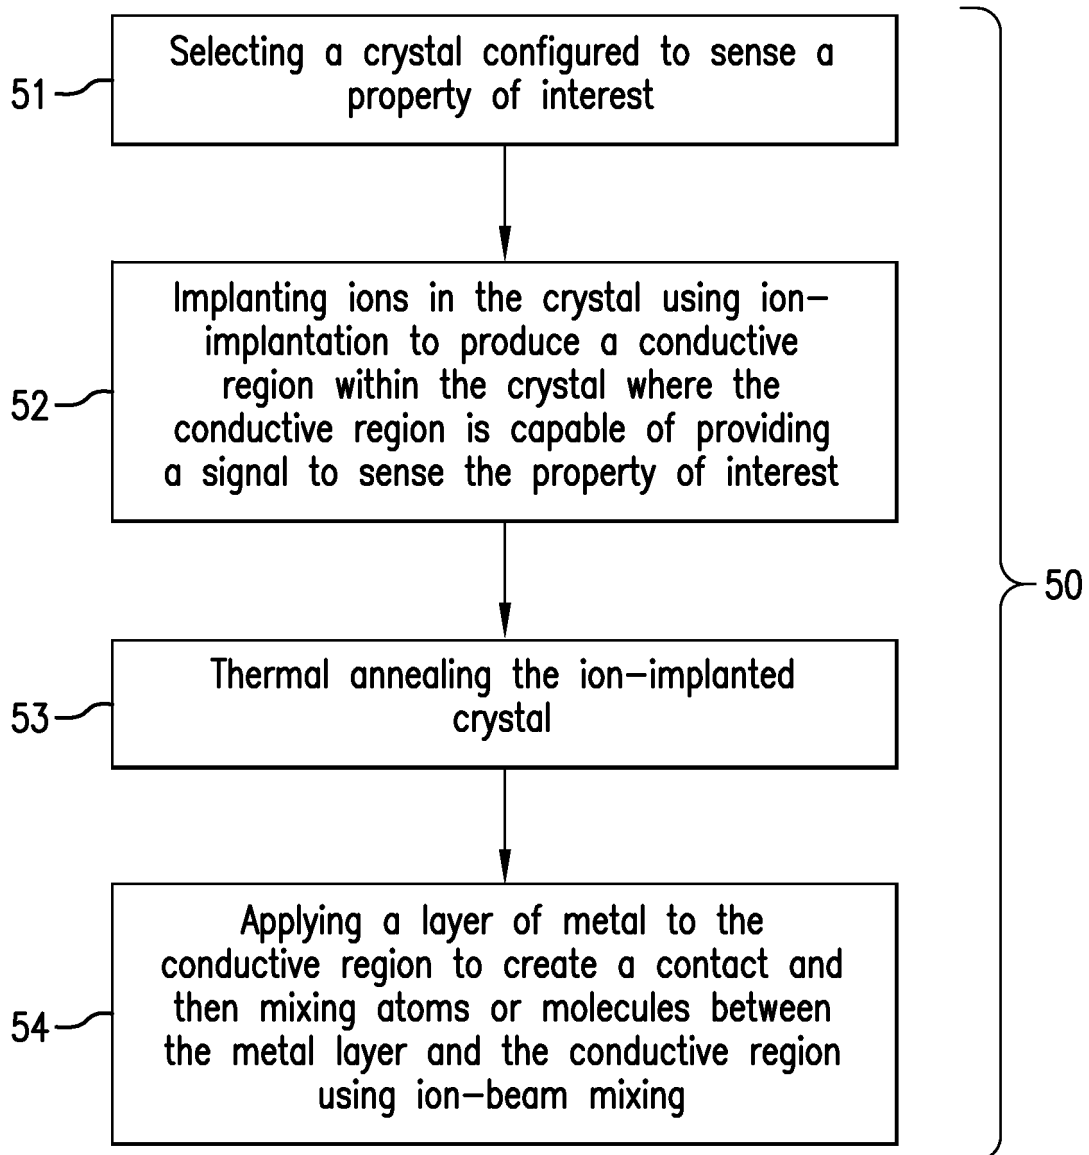 51
Selecting a crystal configured to sense a
property of interest
52
Implanting ions in the crystal using ion–
implantation to produce a conductive
region within the crystal where the
conductive region is capable of providing
a signal to sense the property of interest
50
53
Thermal annealing the ion–implanted
crystal
54
Applying a layer of metal to the
conductive region to create a contact and
then mixing atoms or molecules between
the metal layer and the conductive region
using ion–beam mixing